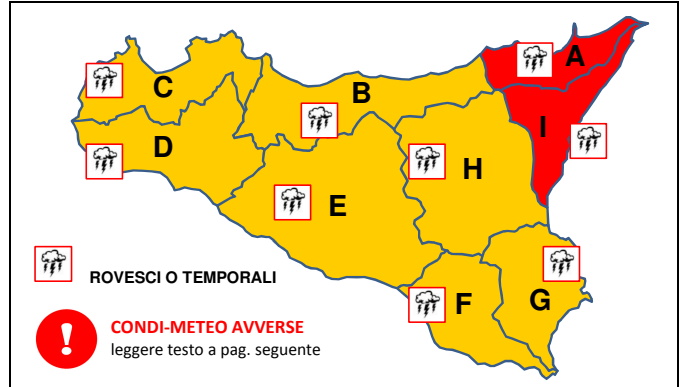 A
C
B
I
D
H
E
ROVESCI O TEMPORALI
F
G
!
CONDI-METEO AVVERSE
leggere testo a pag. seguente